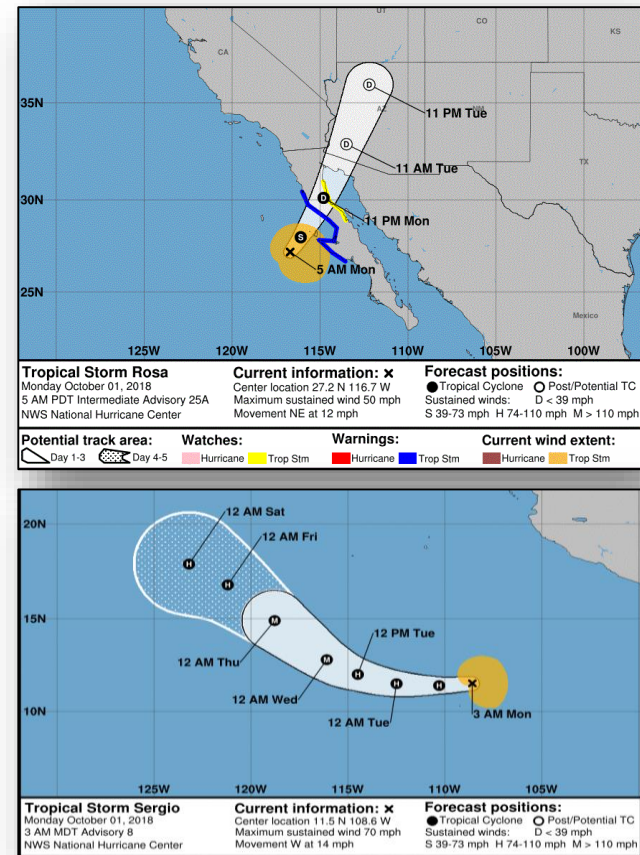 UT
CO
KS
CA
35N
AZ
NM
11 PM Tue
11 AM Tue
TX
30N
11 PM Mon
5 AM Mon
25N
Mexico
125W 120W 115W 110W 105W 100W
D
D
D
S
Tropical Storm Rosa
Monday October 01, 2018
5 AM PDT Intermediate Advisory 25A
NWS National Hurricane Center
Current information: ×
Center location 27.2 N 116.7 W
Maximum sustained wind 50 mph
Movement NE at 12 mph
Forecast positions:
Tropical Cyclone Post/Potential TC
Sustained winds: D < 39 mph
S 39-73 mph H 74-110 mph M > 110 mph
Potential track area:
Day 1-3 Day 4-5
Watches:
Hurricane Trop Stm
Warnings:
Hurricane Trop Stm
Current wind extent:
Hurricane Trop Stm
20N
12 AM Sat
12 AM Fri
H
H
15N
M
12 PM Tue
12 AM Thu
M
H
12 AM Wed
H
H
12 AM Tue
3 AM Mon
10N
125W 120W 115W 110W 105W
Tropical Storm Sergio
Monday October 01, 2018
3 AM MDT Advisory 8
NWS National Hurricane Center
Current information: ×
Center location 11.5 N 108.6 W
Maximum sustained wind 70 mph
Movement W at 14 mph
Forecast positions:
Tropical Cyclone Post/Potential TC
Sustained winds: D < 39 mph
S 39-73 mph H 74-110 mph M > 110 mph